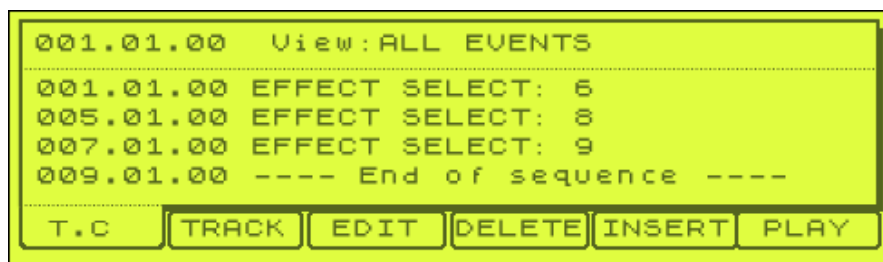 001.01.00 View:ALL EVENTS
001.01.00 EFFECT SELECT: 6
005.01.00 EFFECT SELECT: 8
007.01.00 EFFECT SELECT: 9
009.01.00 ---- End of sequence ----
T.C TRACK EDIT DELETE INSERT PLAY